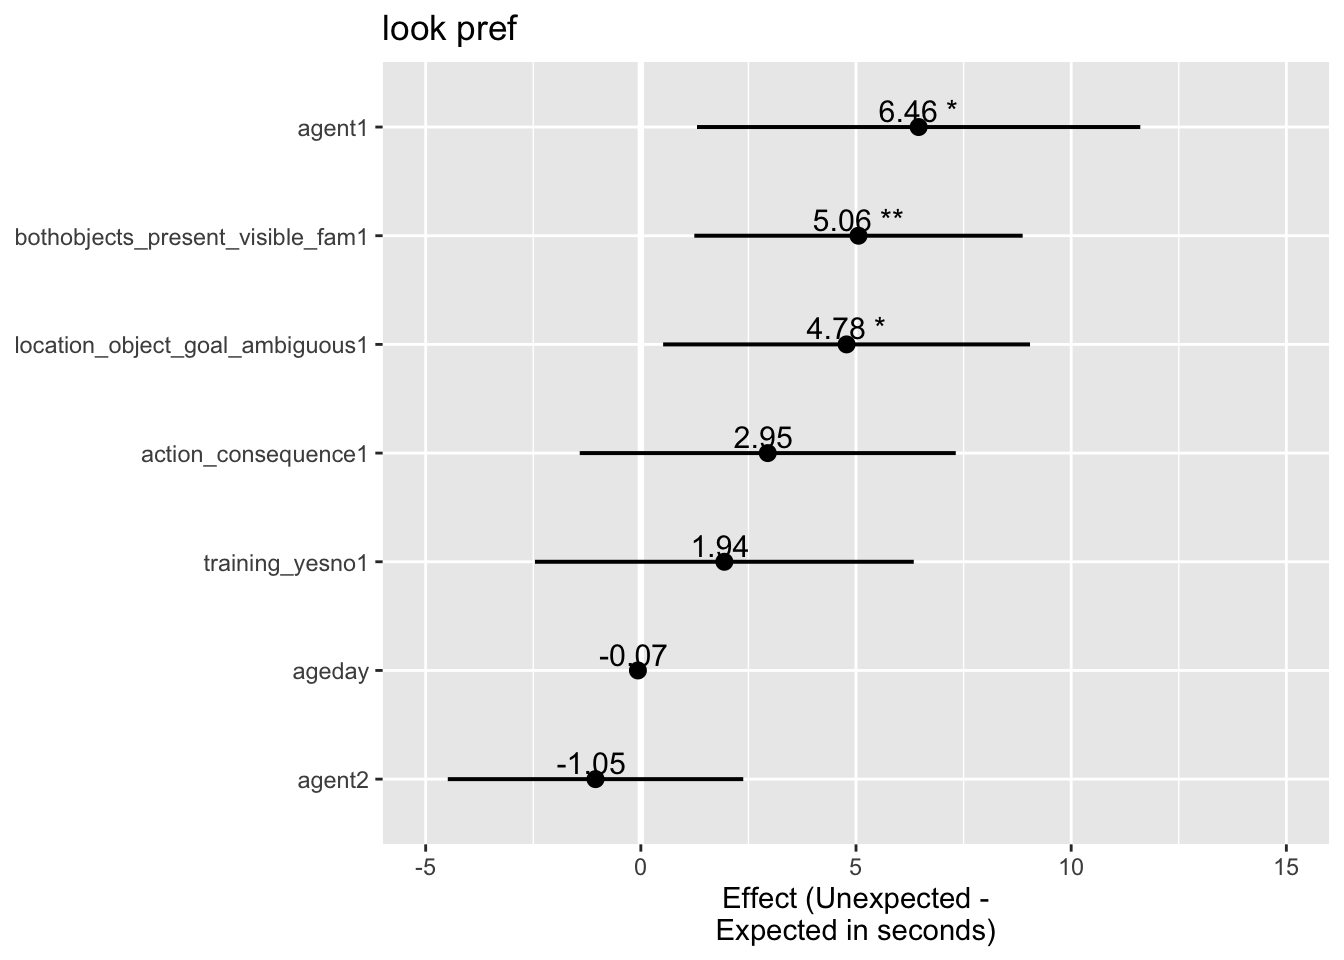 look pref
agent1
6.46 *
bothobjects_present_visible_fam1
5.06 **
location_object_goal_ambiguous1
4.78 *
action_consequence1
2.95
training_yesno1
1.94
ageday
-0.07
agent2
-1.05
-5 0 5 10 15
Effect (Unexpected -
Expected in seconds)